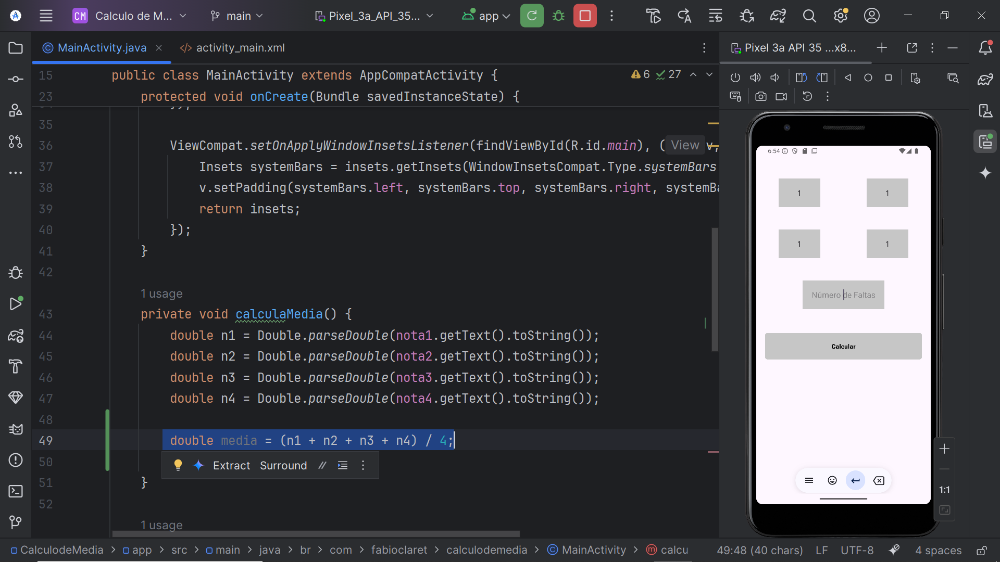 CM Calculo de M... main Pixel_3a_API_35... app
MainActivity.java activity_main.xml Pixel 3a API 35 ...x8...
15 public class MainActivity extends AppCompatActivity { 6 27
23 protected void onCreate(Bundle savedInstanceState) {
35
36 ViewCompat.setOnApplyWindowInsetsListener(findViewById(R.id.main), ( View v,
37 Insets systemBars = insets.getInsets(WindowInsetsCompat.Type.systemBars
38 v.setPadding(systemBars.left, systemBars.top, systemBars.right, systemBa
39 return insets;
40 });
41 }
42
1 usage
43 private void calculaMedia() {
44 double n1 = Double.parseDouble(nota1.getText().toString());
45 double n2 = Double.parseDouble(nota2.getText().toString());
46 double n3 = Double.parseDouble(nota3.getText().toString());
47 double n4 = Double.parseDouble(nota4.getText().toString());
48
49 double media = (n1 + n2 + n3 + n4) / 4;
50
Extract Surround //
51 }
52
1 usage
6:54
1 1
1 1
Número de Faltas
Calcular
1:1
CalculodeMedia > app > src > main > java > br > com > fabioclaret > calculodemedia > MainActivity > m calcu 49:48 (40 chars) LF UTF-8 4 spaces